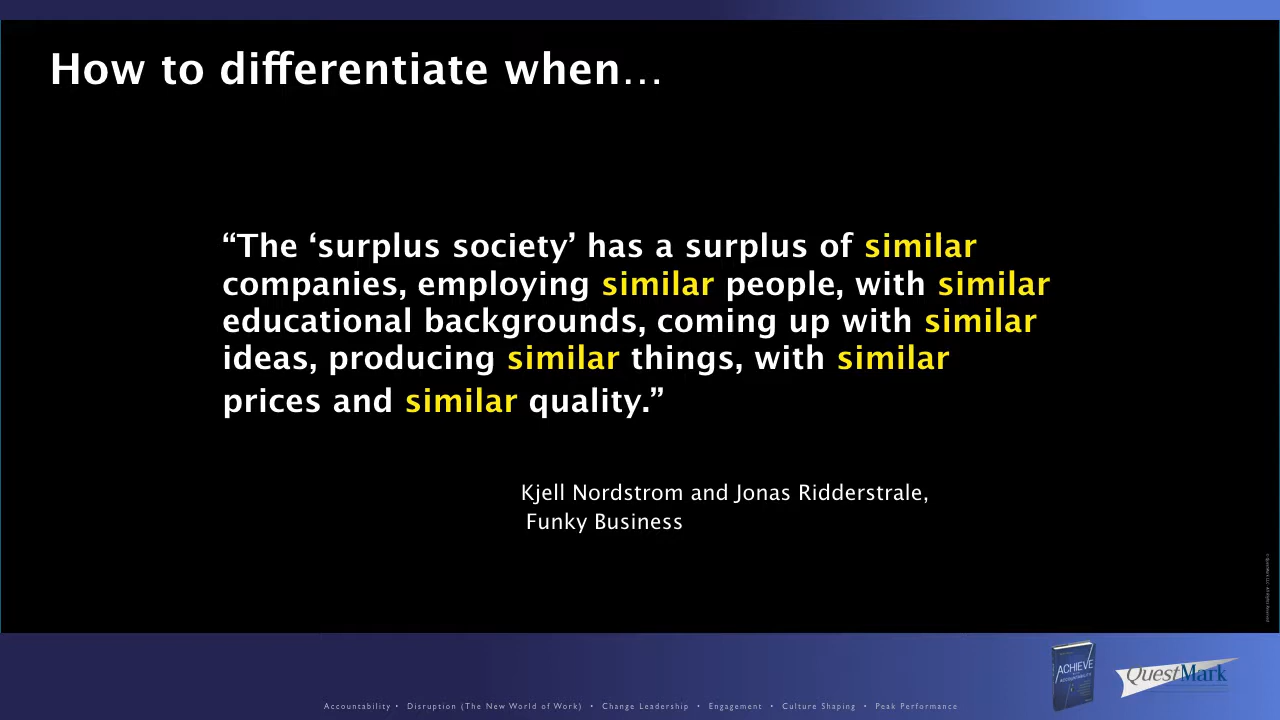 How to differentiate when…
“The ‘surplus society’ has a surplus of similar
companies, employing similar people, with similar
educational backgrounds, coming up with similar
ideas, producing similar things, with similar
prices and similar quality.”
Kjell Nordstrom and Jonas Ridderstrale,
Funky Business
ACHIEVE
QuestMark
Accountability • Disruption (The New World of Work) • Change Leadership • Engagement • Culture Shaping • Peak Performance